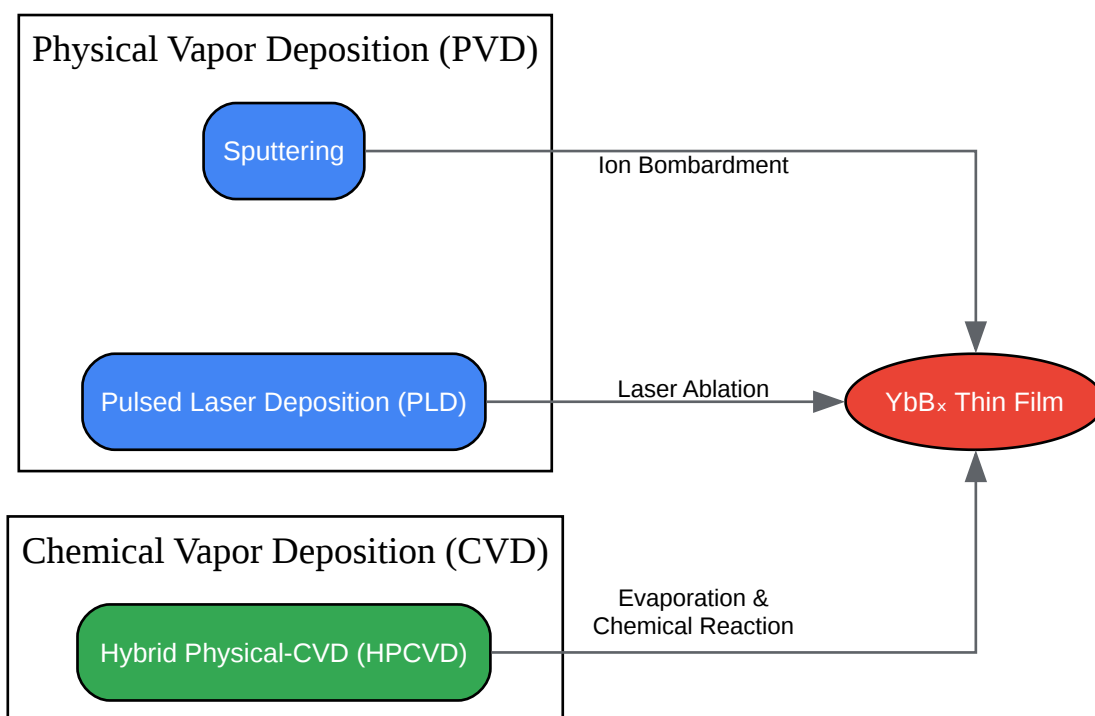 Physical Vapor Deposition (PVD)
Sputtering
Ion Bombardment
Pulsed Laser Deposition (PLD)
Laser Ablation
YbBₓ Thin Film
Chemical Vapor Deposition (CVD)
Evaporation &
Chemical Reaction
Hybrid Physical-CVD (HPCVD)